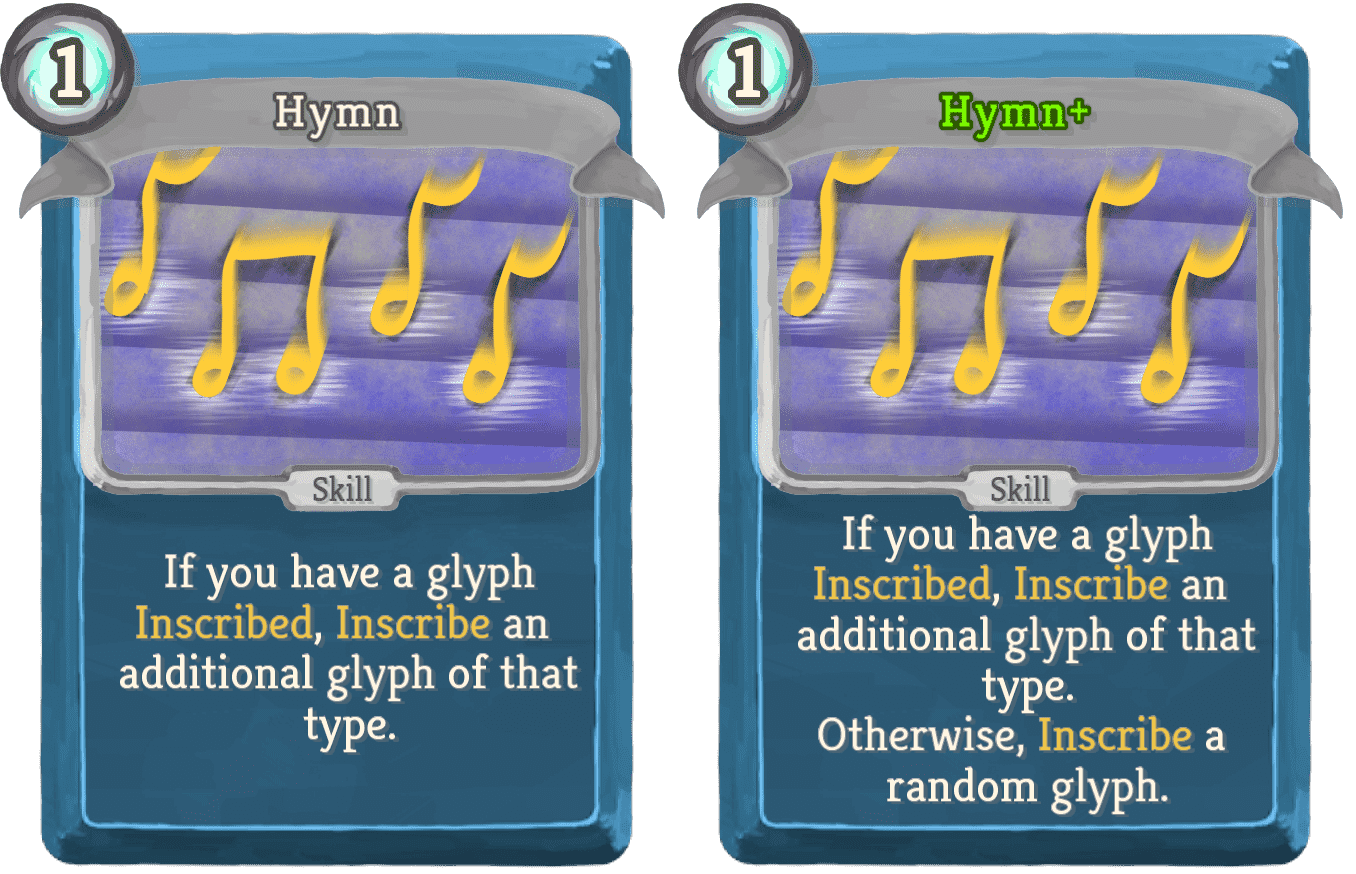 1
Hymn
Skill
If you have a glyph
Inscribed, Inscribe an
additional glyph of that
type.
1
Hymn+
Skill
If you have a glyph
Inscribed, Inscribe an
additional glyph of that
type.
Otherwise, Inscribe a
random glyph.